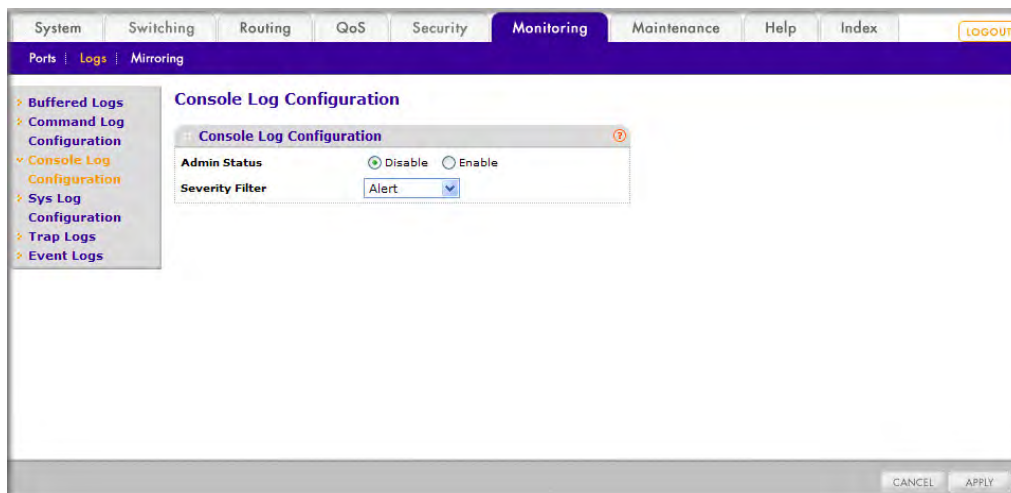 System Switching Routing QoS Security Monitoring Maintenance Help Index LOGOUT
Ports Logs Mirroring
Buffered Logs
Command Log
Configuration
Console Log
Configuration
Sys Log
Configuration
Trap Logs
Event Logs
Console Log Configuration
Console Log Configuration ?
Admin Status Disable Enable
Severity Filter Alert
CANCEL APPLY